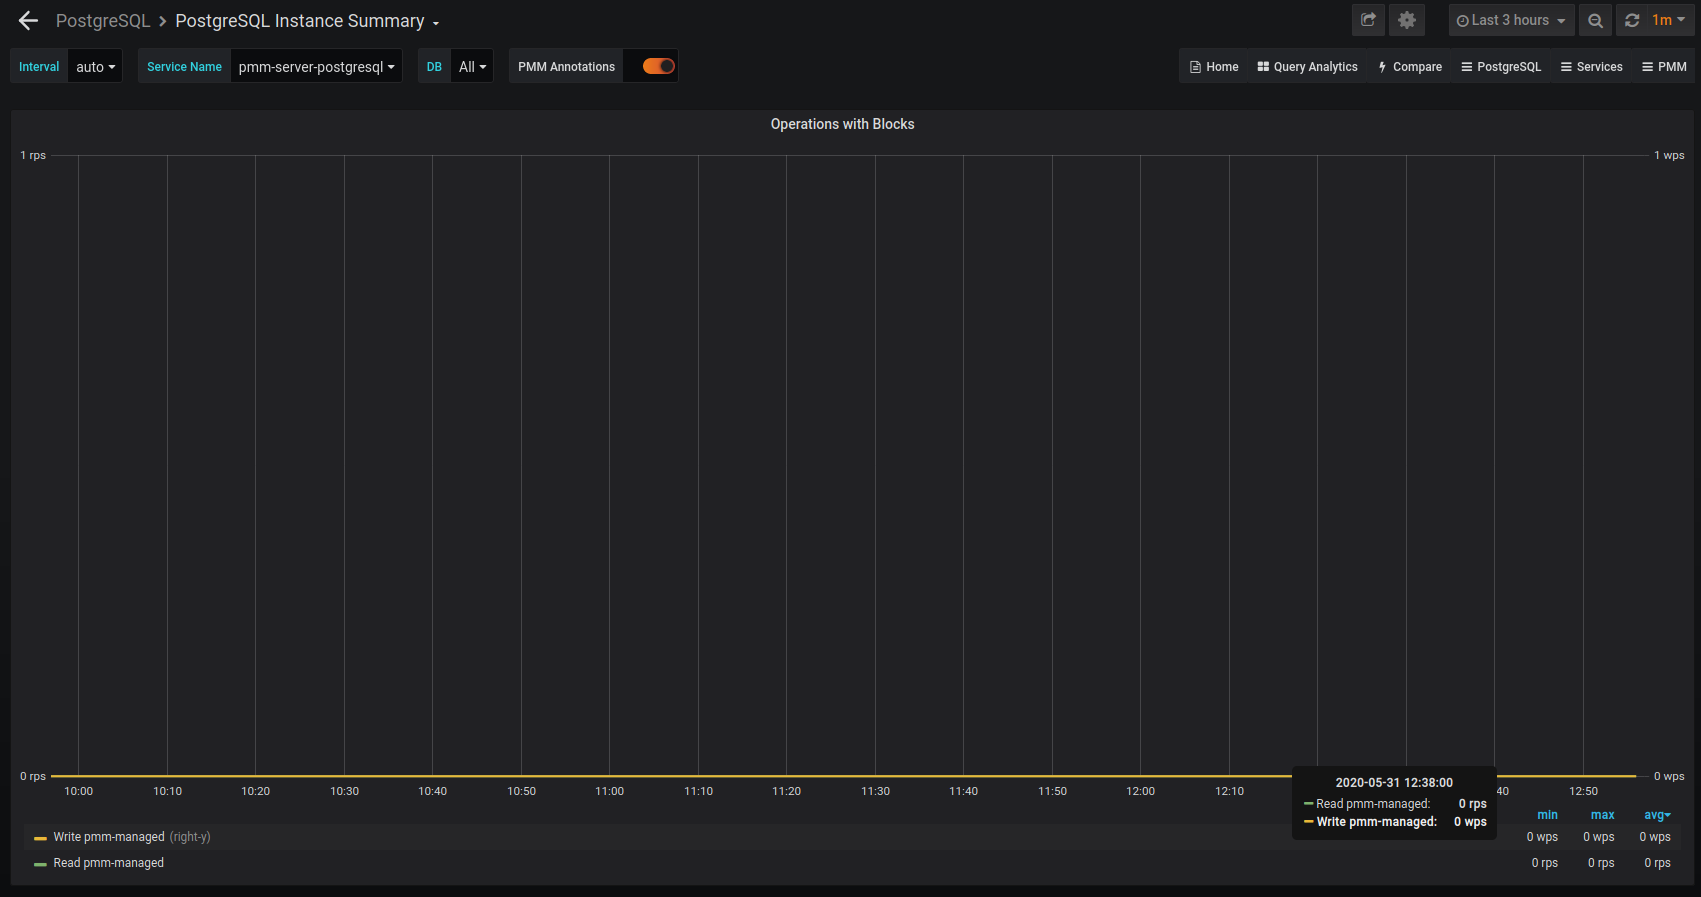 PostgreSQL > PostgreSQL Instance Summary
Last 3 hours
1m
Interval auto
Service Name pmm-server-postgresql
DB All
PMM Annotations
Home
Query Analytics
Compare
PostgreSQL
Services
PMM
Operations with Blocks
1 rps
1 wps
0 rps
0 wps
10:00 10:10 10:20 10:30 10:40 10:50 11:00 11:10 11:20 11:30 11:40 11:50 12:00 12:10 40 12:50
2020-05-31 12:38:00
Read pmm-managed: 0 rps
Write pmm-managed: 0 wps
min max avg
Write pmm-managed (right-y) 0 wps 0 wps 0 wps
Read pmm-managed 0 rps 0 rps 0 rps